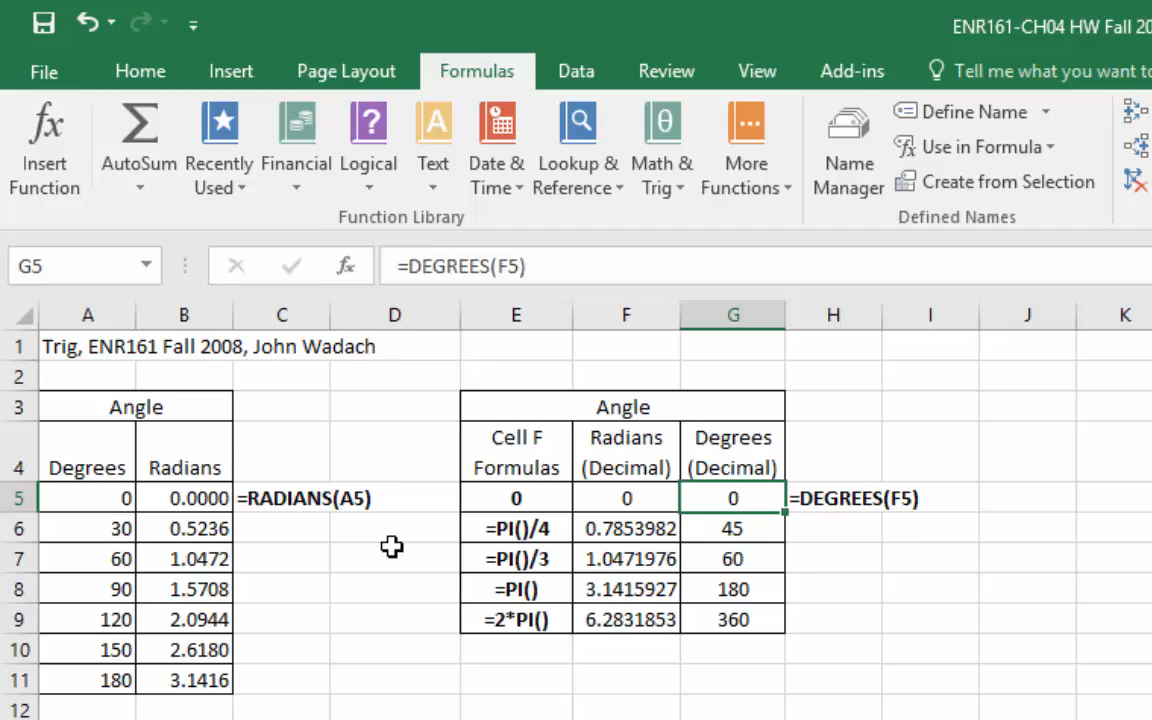 ENR161-CH04 HW Fall 20
File Home Insert Page Layout Formulas Data Review View Add-ins Tell me what you want to
fx Σ ? A θ
Insert Function
AutoSum
Recently Used
Financial
Logical
Text
Date & Time
Lookup & Reference
Math & Trig
More Functions
Name Manager
Define Name
Use in Formula
Create from Selection
Function Library Defined Names
G5 fx =DEGREES(F5)
A B C D E F G H I J K
1 Trig, ENR161 Fall 2008, John Wadach
2
3 Angle Angle
Cell F Radians Degrees
4 Degrees Radians Formulas (Decimal) (Decimal)
5 0 0.0000 =RADIANS(A5) 0 0 0 =DEGREES(F5)
6 30 0.5236 =PI()/4 0.7853982 45
7 60 1.0472 =PI()/3 1.0471976 60
8 90 1.5708 =PI() 3.1415927 180
9 120 2.0944 =2*PI() 6.2831853 360
10 150 2.6180
11 180 3.1416
12